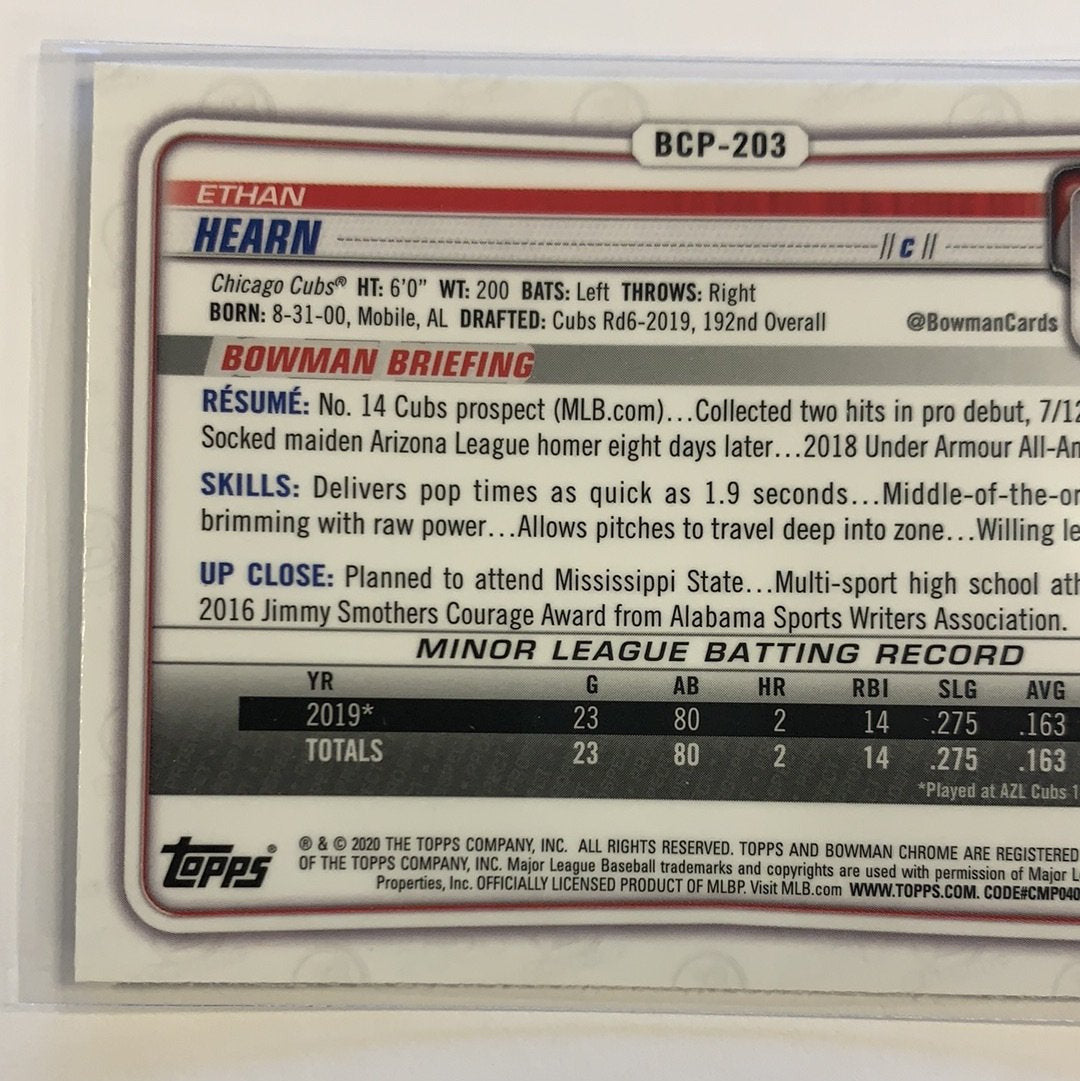 BCP-203
ETHAN
HEARN // C //
Chicago Cubs® HT: 6'0" WT: 200 BATS: Left THROWS: Right
BORN: 8-31-00, Mobile, AL DRAFTED: Cubs Rd6-2019, 192nd Overall @BowmanCards
BOWMAN BRIEFING
RÉSUMÉ: No. 14 Cubs prospect (MLB.com)...Collected two hits in pro debut, 7/12
Socked maiden Arizona League homer eight days later...2018 Under Armour All-Am
SKILLS: Delivers pop times as quick as 1.9 seconds...Middle-of-the-or
brimming with raw power...Allows pitches to travel deep into zone...Willing le
UP CLOSE: Planned to attend Mississippi State...Multi-sport high school ath
2016 Jimmy Smothers Courage Award from Alabama Sports Writers Association.
MINOR LEAGUE BATTING RECORD
YR G AB HR RBI SLG AVG
2019* 23 80 2 14 .275 .163
TOTALS 23 80 2 14 .275 .163
*Played at AZL Cubs 1
topps® ® & © 2020 THE TOPPS COMPANY, INC. ALL RIGHTS RESERVED. TOPPS AND BOWMAN CHROME ARE REGISTERED
OF THE TOPPS COMPANY, INC. Major League Baseball trademarks and copyrights are used with permission of Major L
Properties, Inc. OFFICIALLY LICENSED PRODUCT OF MLBP. Visit MLB.com WWW.TOPPS.COM. CODE#CMP040